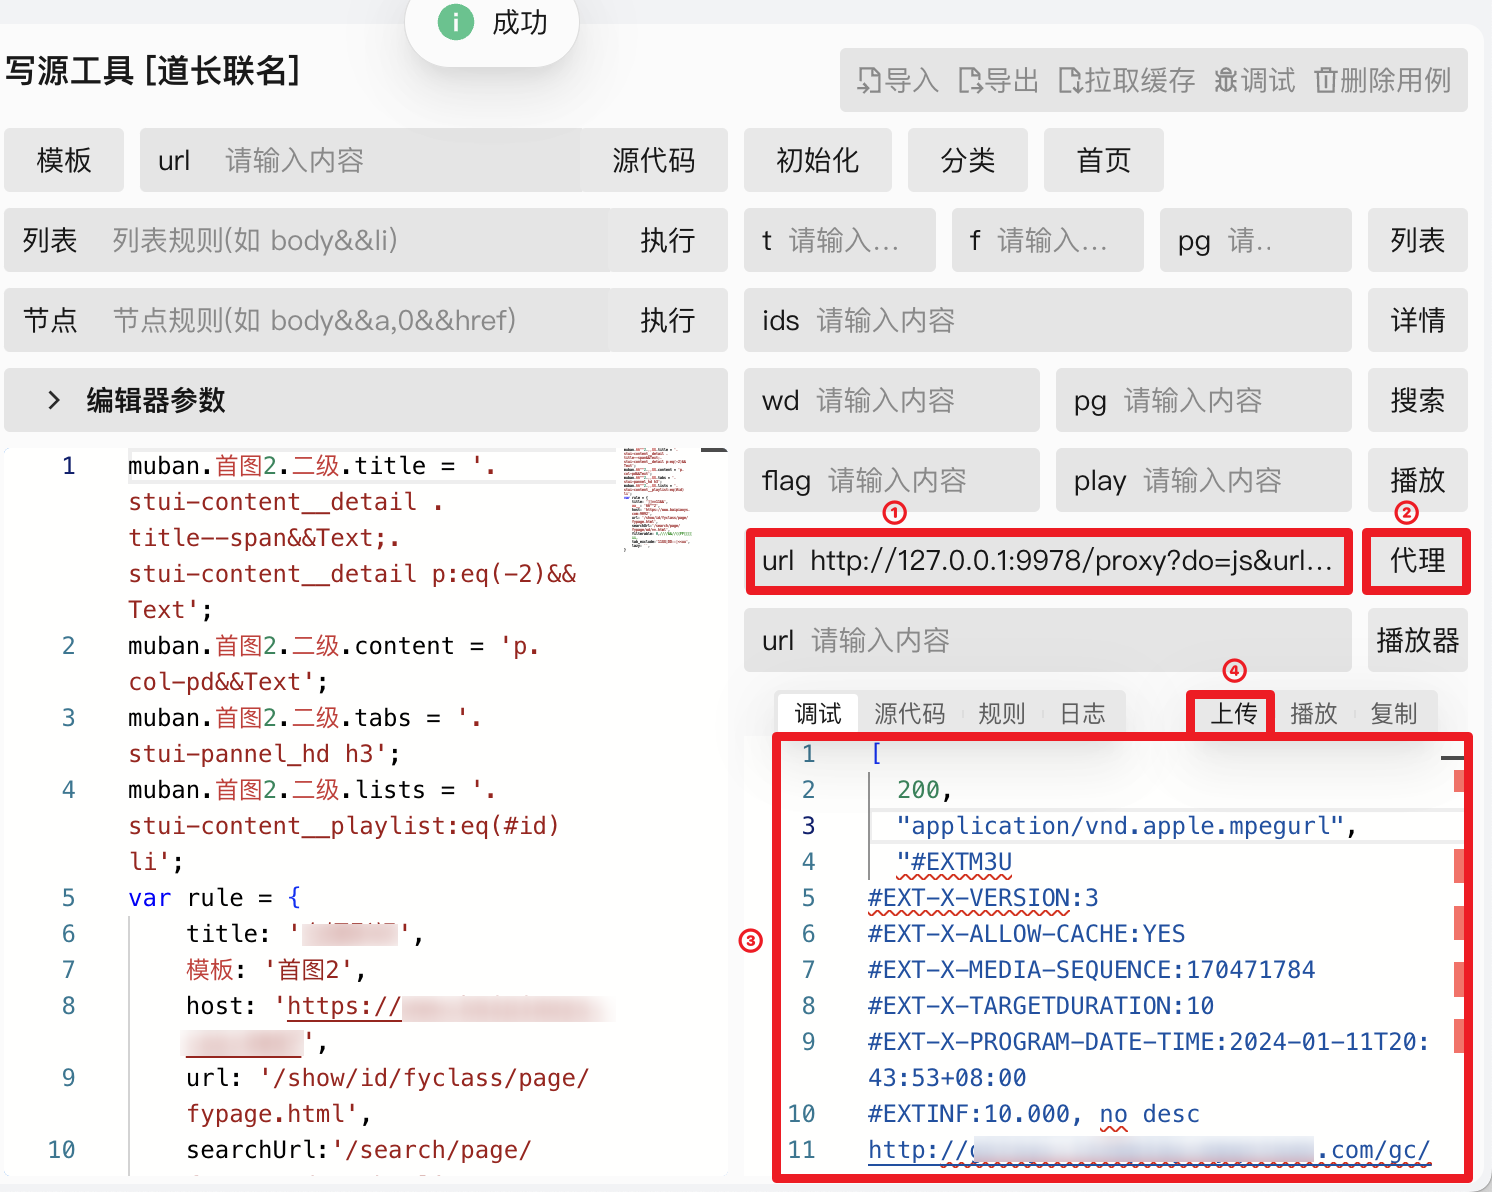 成功
写源工具 [道长联名]
导入 导出 拉取缓存 调试 删除用例
模板 url 请输入内容 源代码 初始化 分类 首页
列表 列表规则(如 body&&li) 执行 t 请输入... f 请输入... pg 请.. 列表
节点 节点规则(如 body&&a,0&&href) 执行 ids 请输入内容 详情
编辑器参数 wd 请输入内容 pg 请输入内容 搜索
flag 请输入内容 play 请输入内容 播放
① ②
url http://127.0.0.1:9978/proxy?do=js&url... 代理
url 请输入内容 播放器
④
调试 源代码 规则 日志 上传 播放 复制
③
1 muban.首图2.二级.title = '.
stui-content__detail .
title--span&&Text;.
stui-content__detail p:eq(-2)&&
Text';
2 muban.首图2.二级.content = 'p.
col-pd&&Text';
3 muban.首图2.二级.tabs = '.
stui-pannel_hd h3';
4 muban.首图2.二级.lists = '.
stui-content__playlist:eq(#id)
li';
5 var rule = {
6 title: '',
7 模板: '首图2',
8 host: 'https://
',
9 url: '/show/id/fyclass/page/
fypage.html',
10 searchUrl:'/search/page/
1 [
2 200,
3 "application/vnd.apple.mpegurl",
4 "#EXTM3U
5 #EXT-X-VERSION:3
6 #EXT-X-ALLOW-CACHE:YES
7 #EXT-X-MEDIA-SEQUENCE:170471784
8 #EXT-X-TARGETDURATION:10
9 #EXT-X-PROGRAM-DATE-TIME:2024-01-11T20:
43:53+08:00
10 #EXTINF:10.000, no desc
11 http:// .com/gc/